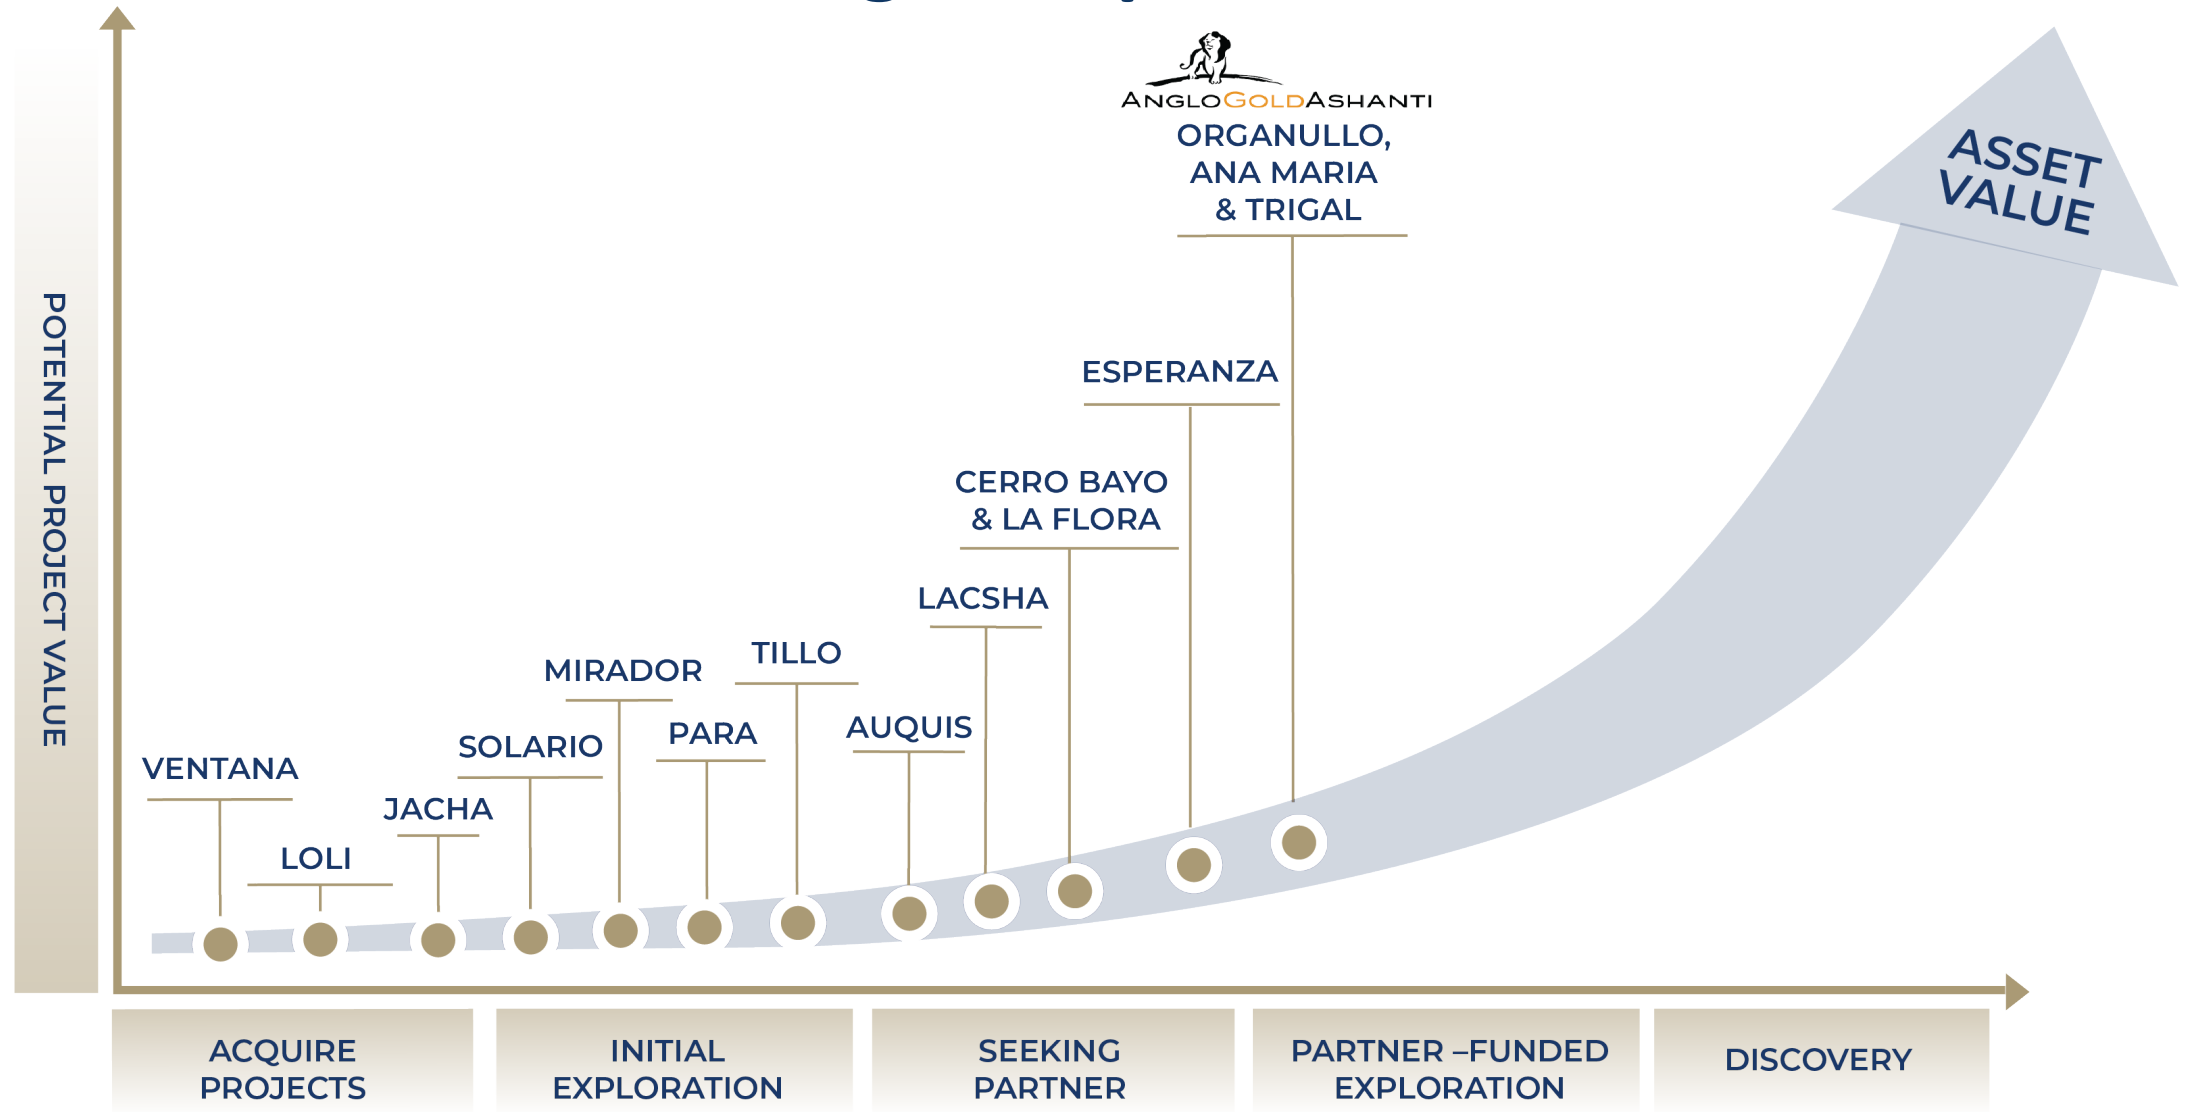 ANGLOGOLDASHANTI
ORGANULLO,
ANA MARIA
& TRIGAL
ASSET
VALUE
ESPERANZA
CERRO BAYO
& LA FLORA
LACSHA
TILLO
MIRADOR
AUQUIS
PARA
SOLARIO
VENTANA
JACHA
LOLI
POTENTIAL PROJECT VALUE
ACQUIRE
PROJECTS
INITIAL
EXPLORATION
SEEKING
PARTNER
PARTNER –FUNDED
EXPLORATION
DISCOVERY